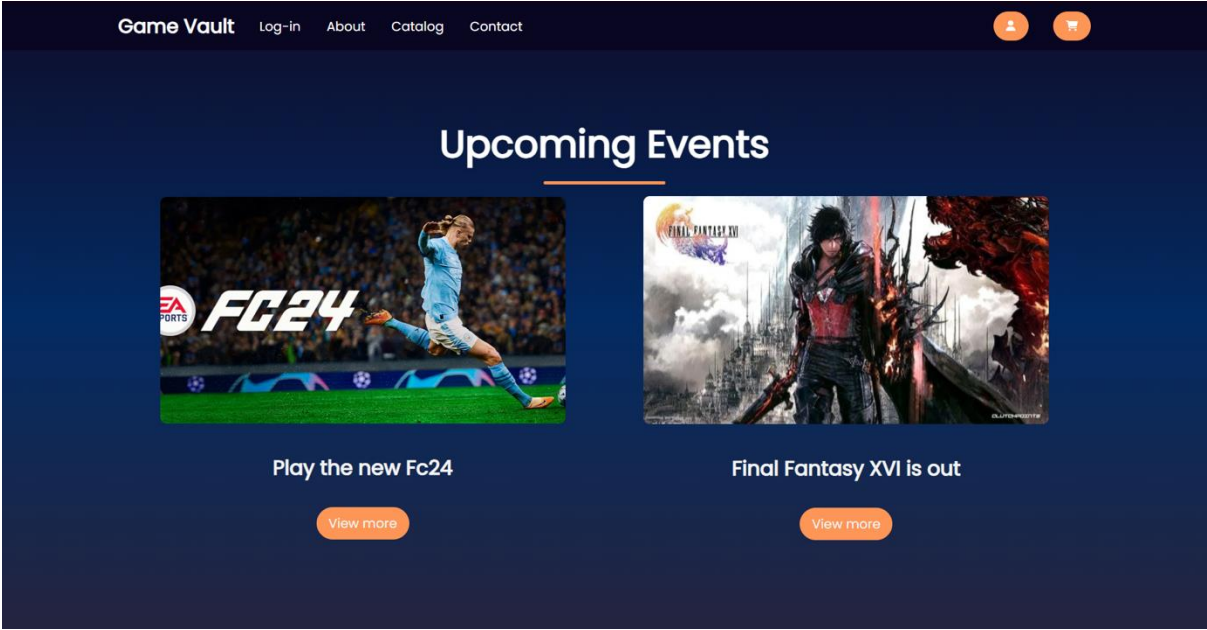 Game Vault Log-in About Catalog Contact
Upcoming Events
EA
SPORTS
FC24
FINAL FANTASY XVI
CLUTCHPOINTS
Play the new Fc24
Final Fantasy XVI is out
View more
View more